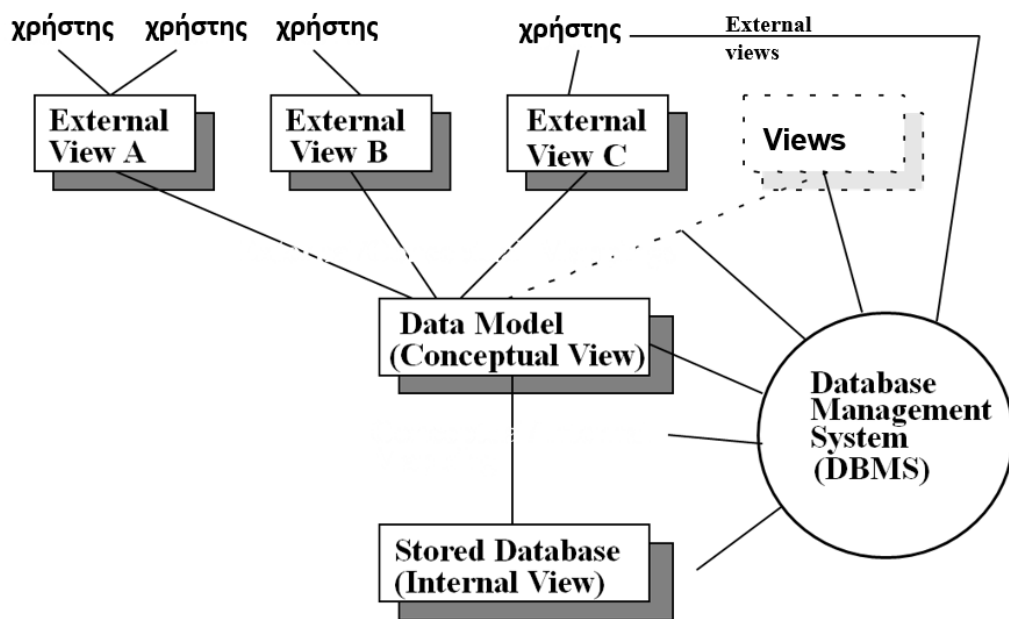 χρήστης χρήστης χρήστης χρήστης
External
views
External
View A
External
View B
External
View C
Views
Data Model
(Conceptual View)
Database
Management
System
(DBMS)
Stored Database
(Internal View)